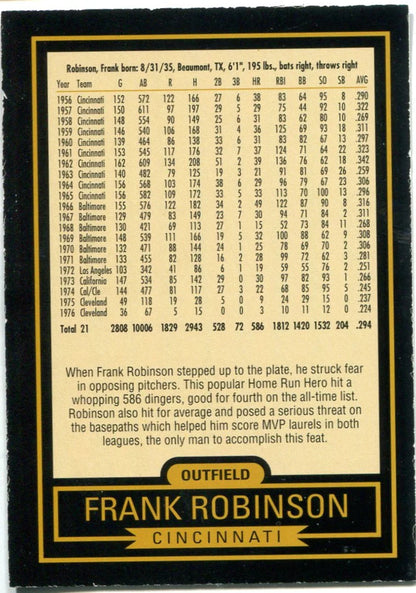 Robinson, Frank born: 8/31/35, Beaumont, TX, 6'1", 195 lbs., bats right, throws right
Year Team G AB R H 2B 3B HR RBI BB SO SB AVG
1956 Cincinnati 152 572 122 166 27 6 38 83 64 95 8 .290
1957 Cincinnati 150 611 97 197 29 5 29 75 44 92 10 .322
1958 Cincinnati 148 554 90 149 25 6 31 83 62 80 10 .269
1959 Cincinnati 146 540 106 168 31 4 36 125 69 93 18 .311
1960 Cincinnati 139 464 86 138 33 6 31 83 82 67 13 .297
1961 Cincinnati 153 545 117 176 32 7 37 124 71 64 22 .323
1962 Cincinnati 162 609 134 208 51 2 39 136 76 62 18 .342
1963 Cincinnati 140 482 79 125 19 3 21 91 81 69 26 .259
1964 Cincinnati 156 568 103 174 38 6 29 96 79 67 23 .306
1965 Cincinnati 156 582 109 172 33 5 33 113 70 100 13 .296
1966 Baltimore 155 576 122 182 34 2 49 122 87 90 8 .316
1967 Baltimore 129 479 83 149 23 7 30 94 71 84 2 .311
1968 Baltimore 130 421 69 113 27 1 15 52 73 84 11 .268
1969 Baltimore 148 539 111 166 19 5 32 100 88 62 9 .308
1970 Baltimore 132 471 88 144 24 1 25 78 69 70 2 .306
1971 Baltimore 133 455 82 128 16 2 28 99 72 62 3 .281
1972 Los Angeles 103 342 41 86 6 1 19 59 55 76 2 .251
1973 California 147 534 85 142 29 0 30 97 82 93 1 .266
1974 Cal/Cle 144 477 81 117 27 3 22 68 85 95 5 .245
1975 Cleveland 49 118 19 28 5 0 9 24 29 15 0 .237
1976 Cleveland 36 67 5 15 0 0 3 10 11 12 0 .224
Total 21 2808 10006 1829 2943 528 72 586 1812 1420 1532 204 .294
When Frank Robinson stepped up to the plate, he struck fear
in opposing pitchers. This popular Home Run Hero hit a
whopping 586 dingers, good for fourth on the all-time list.
Robinson also hit for average and posed a serious threat on
the basepaths which helped him score MVP laurels in both
leagues, the only man to accomplish this feat.
OUTFIELD
FRANK ROBINSON
CINCINNATI